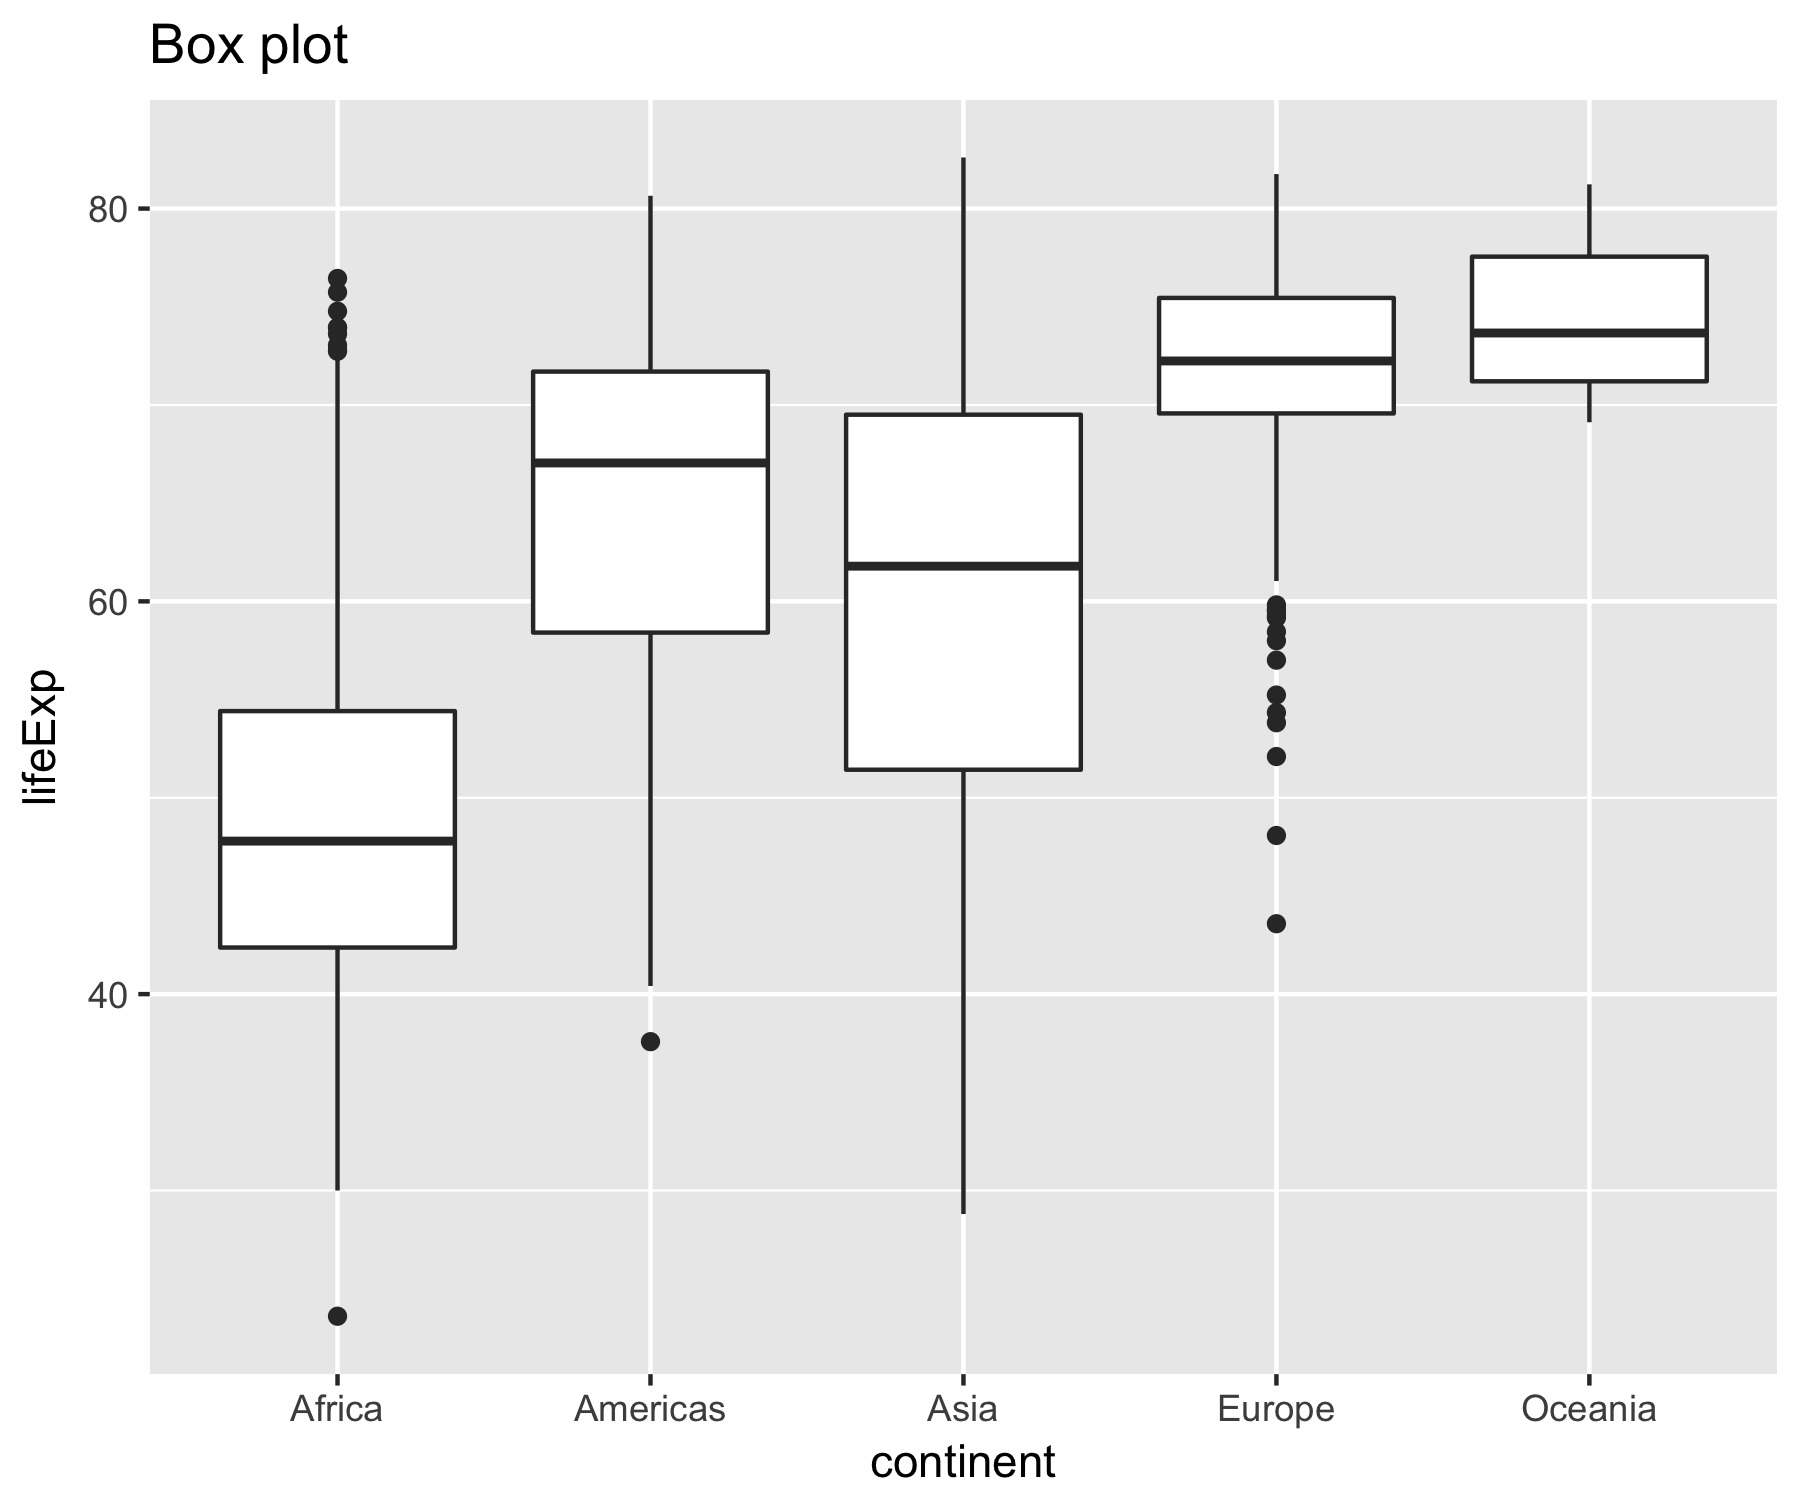 Box plot
80
60
40
lifeExp
Africa Americas Asia Europe Oceania
continent